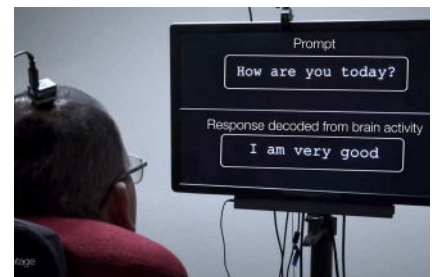 Prompt
How are you today?
Response decoded from brain activity
I am very good